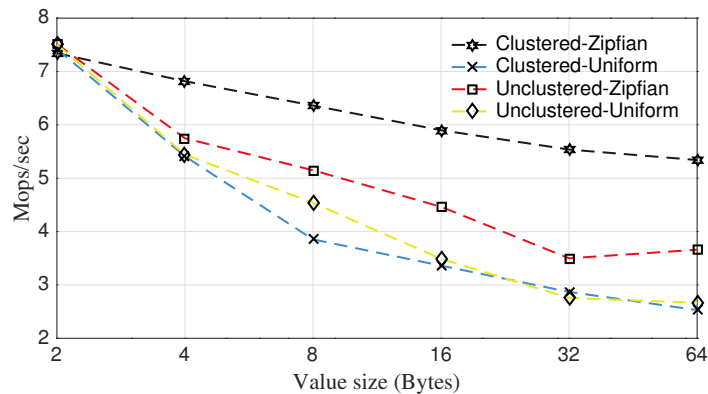 8
7
6
5
4
3
2
Mops/sec
Clustered-Zipfian
Clustered-Uniform
Unclustered-Zipfian
Unclustered-Uniform
2 4 8 16 32 64
Value size (Bytes)